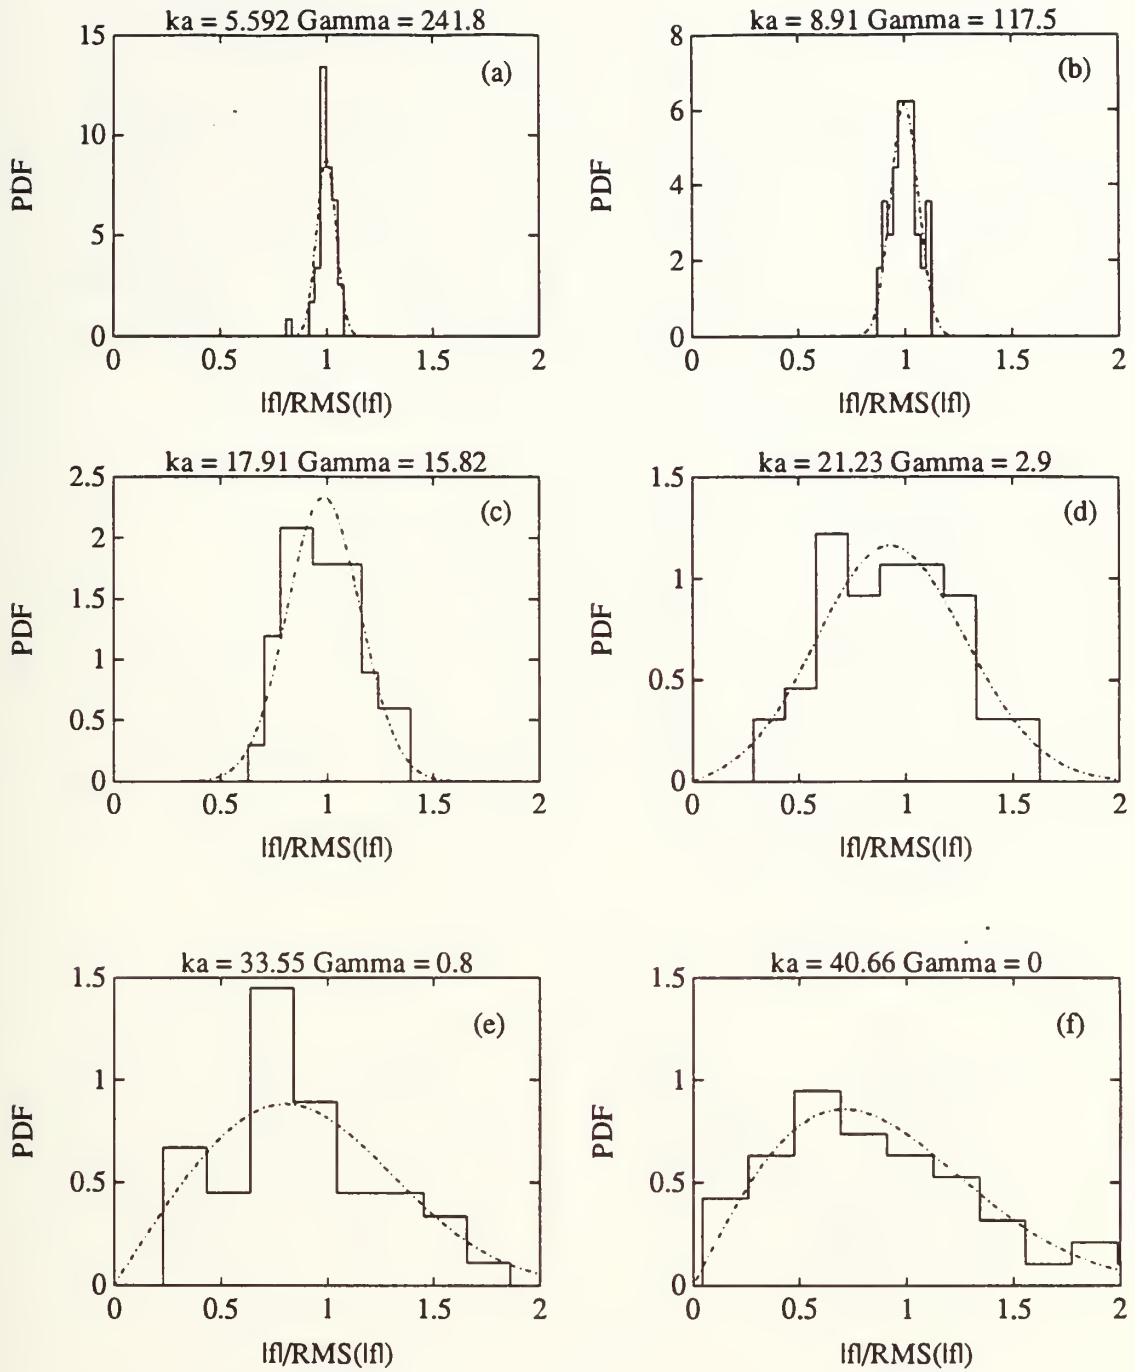 ka = 5.592 Gamma = 241.8
15
10
5
0
PDF
(a)
0 0.5 1 1.5 2
|f|/RMS(|f|)
ka = 8.91 Gamma = 117.5
8
6
4
2
0
PDF
(b)
0 0.5 1 1.5 2
|f|/RMS(|f|)
ka = 17.91 Gamma = 15.82
2.5
2
1.5
1
0.5
0
PDF
(c)
0 0.5 1 1.5 2
|f|/RMS(|f|)
ka = 21.23 Gamma = 2.9
1.5
1
0.5
0
PDF
(d)
0 0.5 1 1.5 2
|f|/RMS(|f|)
ka = 33.55 Gamma = 0.8
1.5
1
0.5
0
PDF
(e)
0 0.5 1 1.5 2
|f|/RMS(|f|)
ka = 40.66 Gamma = 0
1.5
1
0.5
0
PDF
(f)
0 0.5 1 1.5 2
|f|/RMS(|f|)